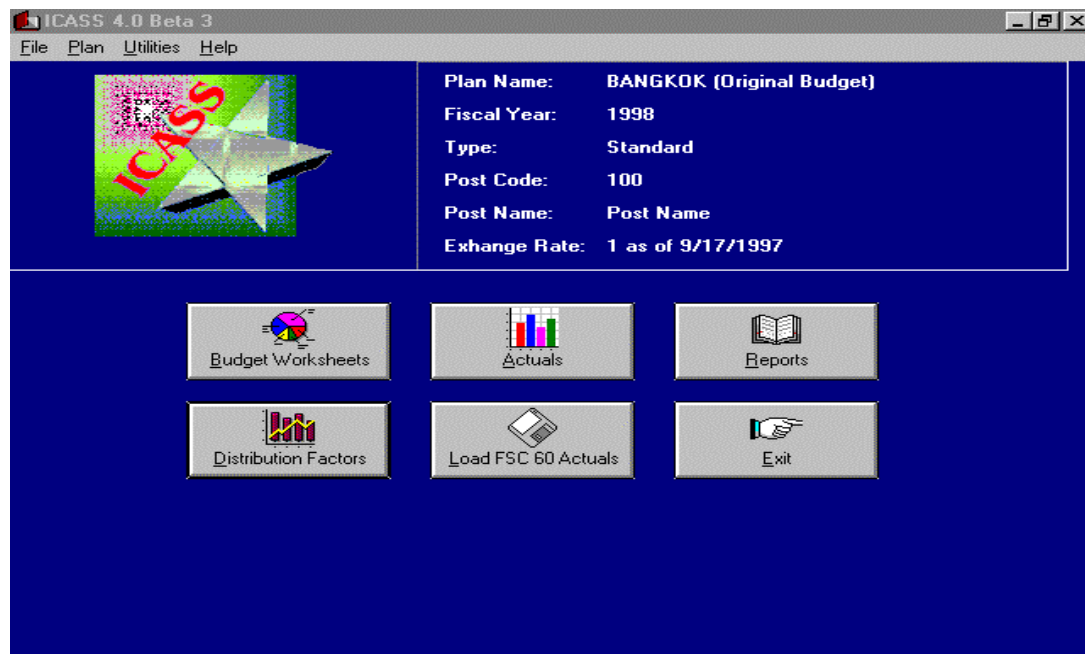 ICASS 4.0 Beta 3
File Plan Utilities Help
ICASS
Plan Name: BANGKOK (Original Budget)
Fiscal Year: 1998
Type: Standard
Post Code: 100
Post Name: Post Name
Exhange Rate: 1 as of 9/17/1997
Budget Worksheets Actuals Reports
Distribution Factors Load FSC 60 Actuals Exit